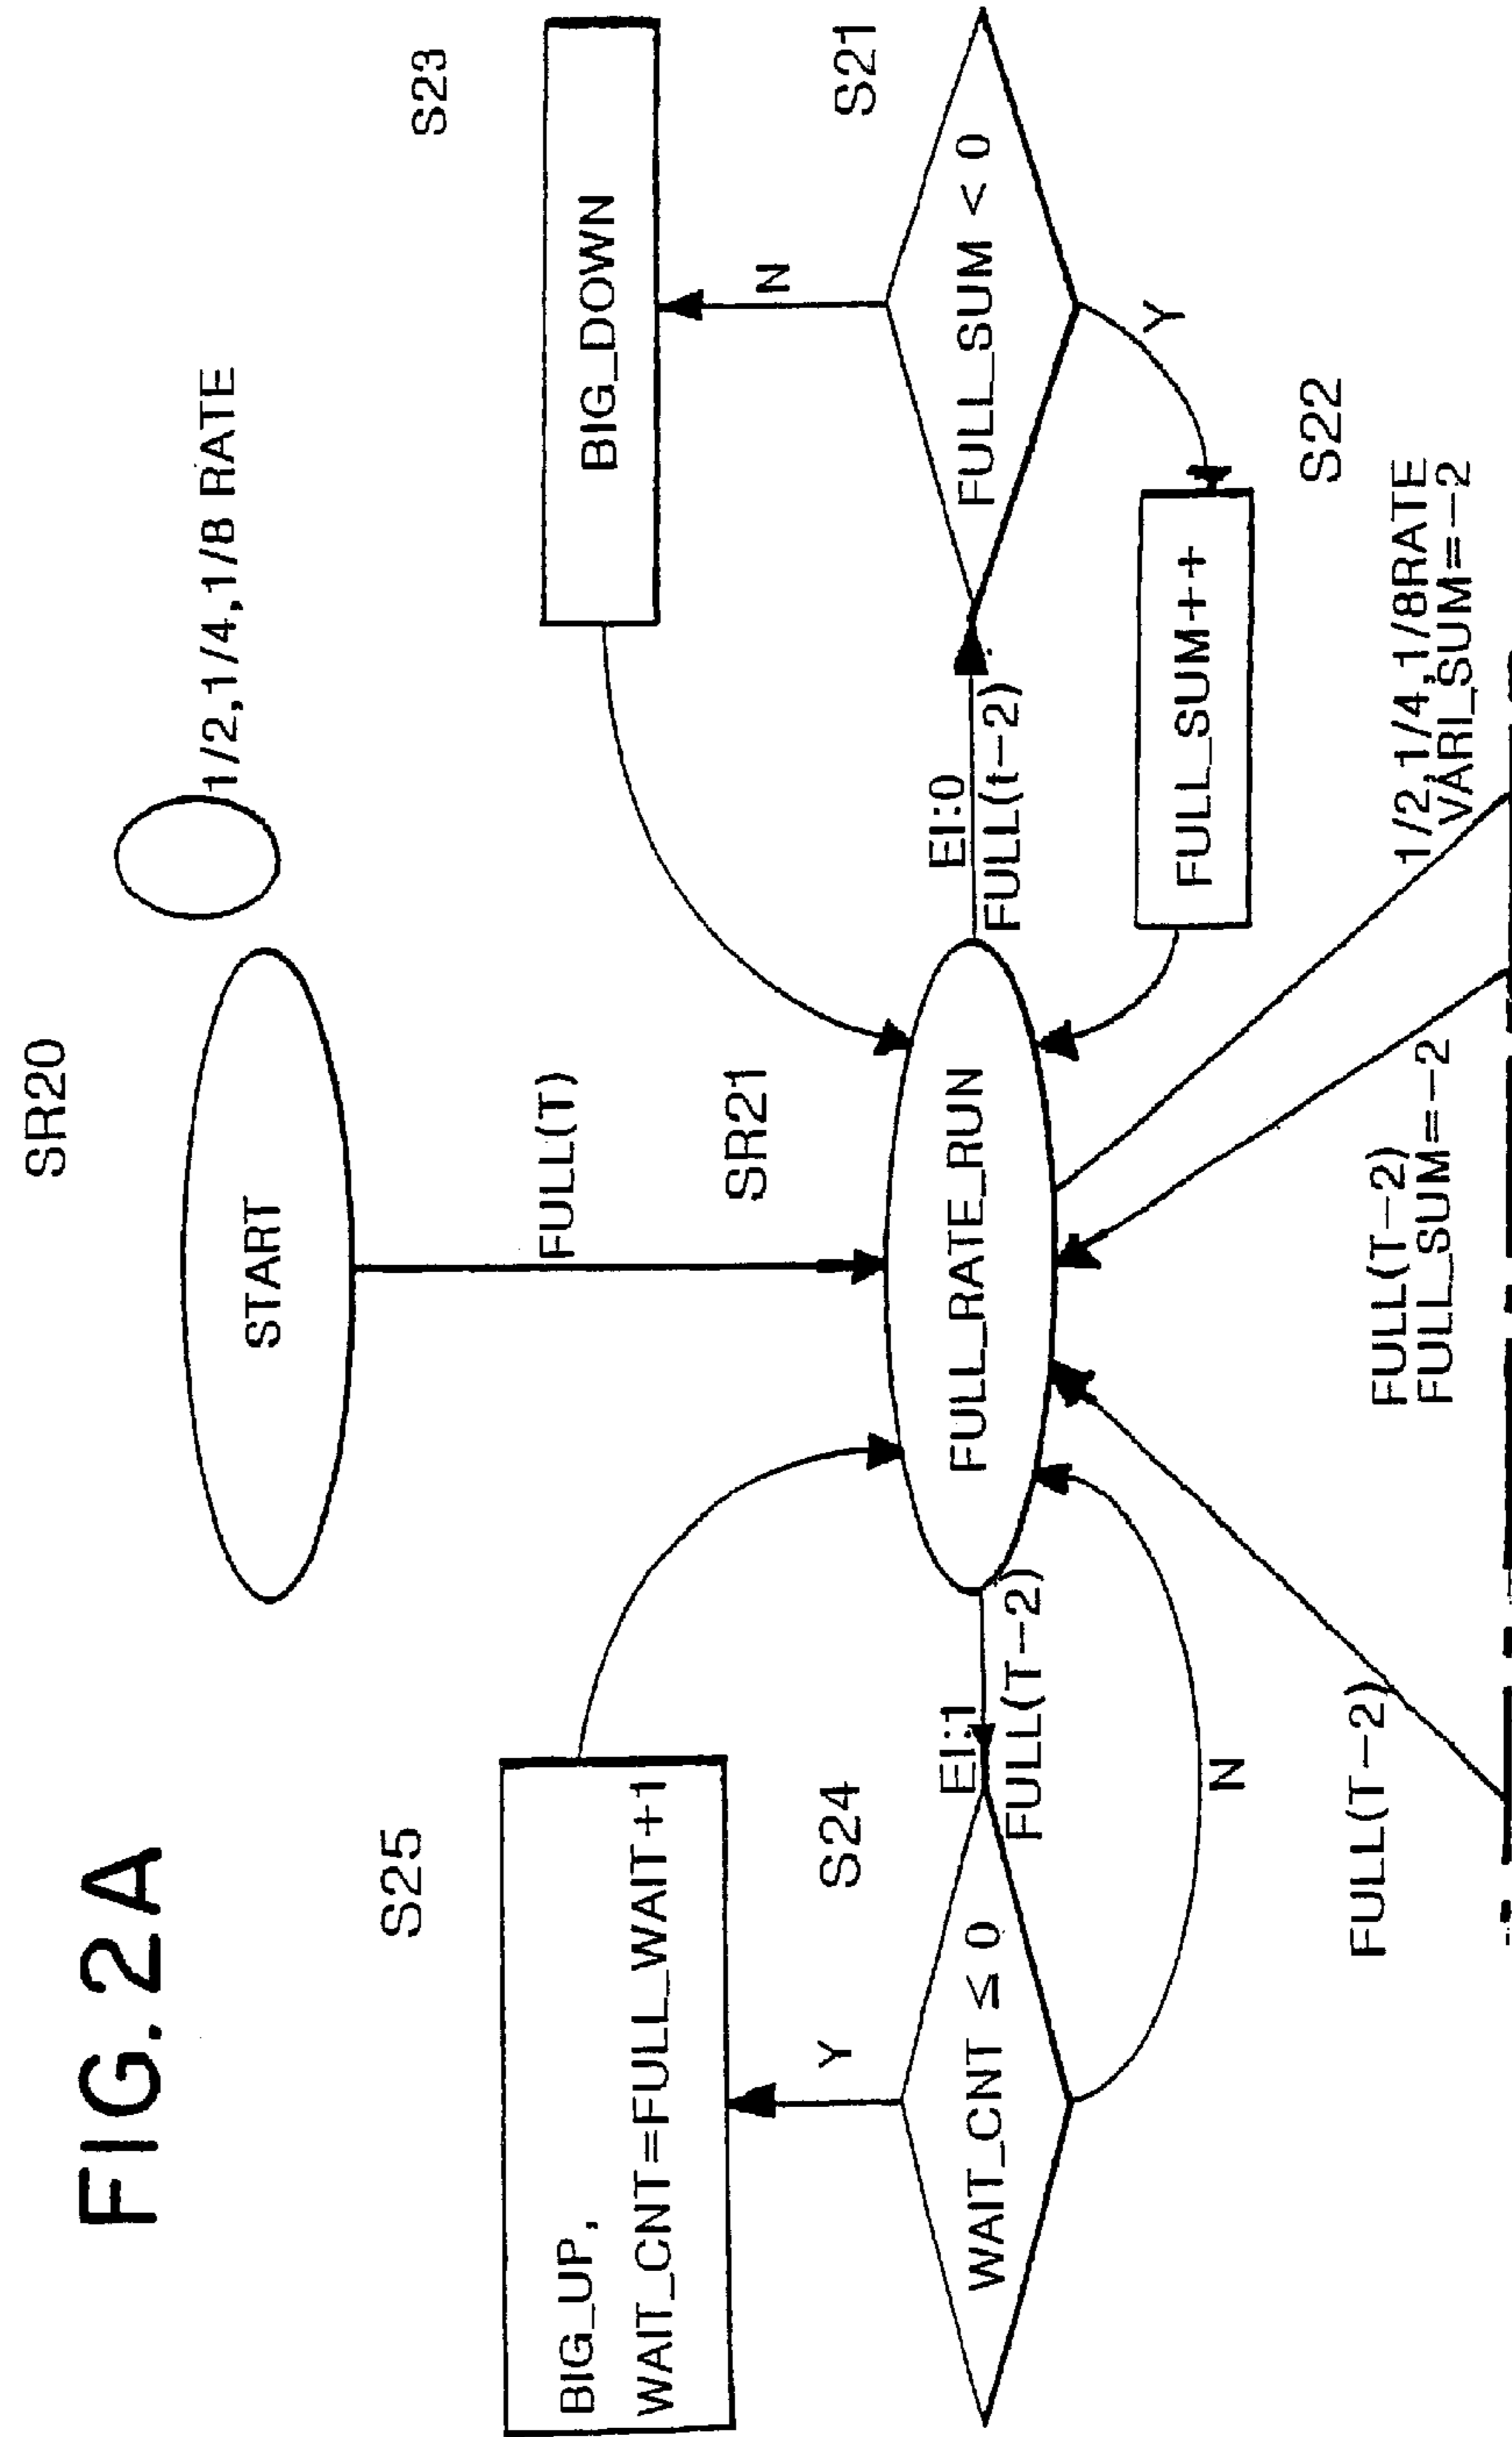 FIG. 2A
SR20
START
1/2,1/4,1/8 RATE
S25
BIG_UP,
WAIT_CNT=FULL_WAIT+1
FULL(T)
S23
BIG_DOWN
SR21
S24
Y
N
S21
WAIT_CNT ≤ 0
EI:1
FULL(T-2)
FULL_RATE_RUN
EI:0
FULL(t-2)
FULL_SUM < 0
N
Y
FULL_SUM++
S22
FULL(T-2)
FULL(T-2)
FULL_SUM=-2
1/2,1/4,1/8RATE
VARI_SUM=-2